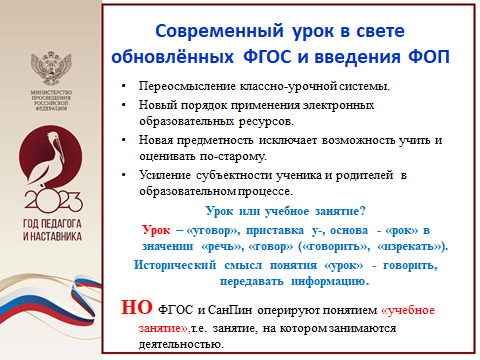 Современный урок в свете
обновлённых ФГОС и введения ФОП
МИНИСТЕРСТВО
ПРОСВЕЩЕНИЯ
РОССИЙСКОЙ
ФЕДЕРАЦИИ
2023
ГОД ПЕДАГОГА
И НАСТАВНИКА
• Переосмысление классно-урочной системы.
• Новый порядок применения электронных
образовательных ресурсов.
• Новая предметность исключает возможность учить и
оценивать по-старому.
• Усиление субъектности ученика и родителей в
образовательном процессе.
Урок или учебное занятие?
Урок – «уговор», приставка у-, основа - «рок» в
значении «речь», «говор» («говорить», «изрекать»).
Исторический смысл понятия «урок» - говорить,
передавать информацию.
НО ФГОС и СанПин оперируют понятием «учебное
занятие»,т.е. занятие, на котором занимаются
деятельностью.